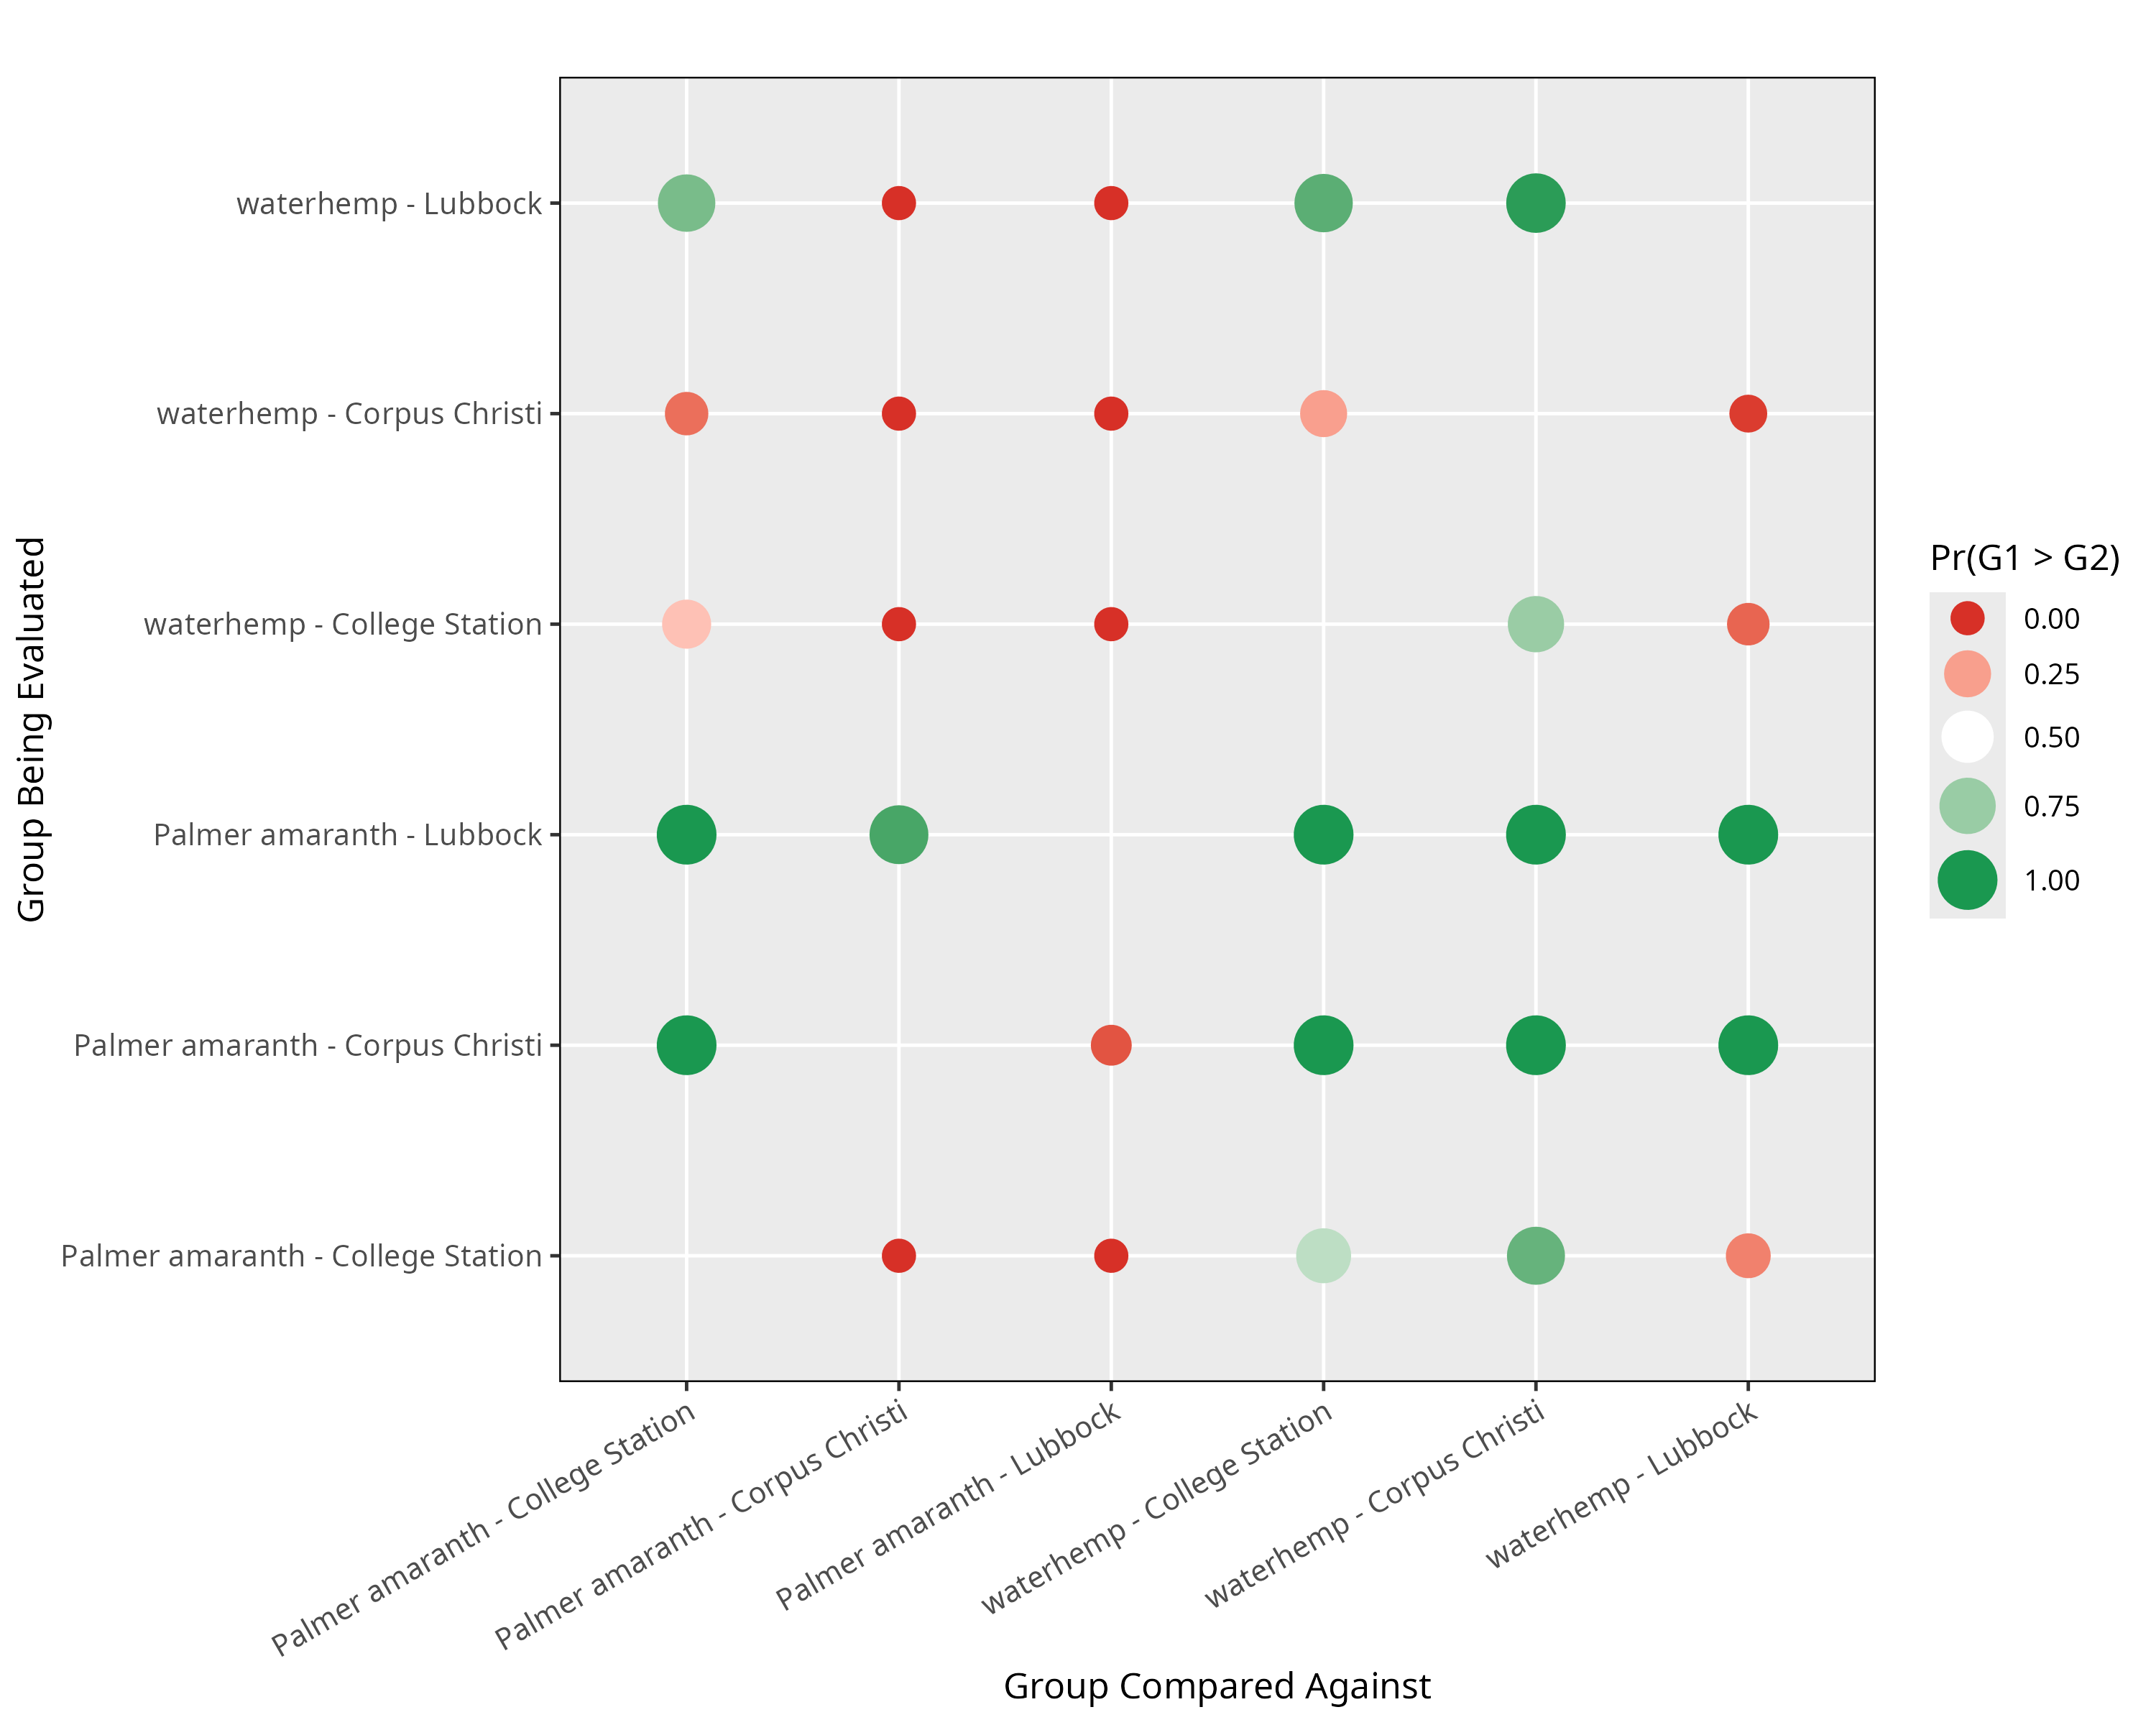 waterhemp - Lubbock
waterhemp - Corpus Christi
waterhemp - College Station
Palmer amaranth - Lubbock
Palmer amaranth - Corpus Christi
Palmer amaranth - College Station
Group Being Evaluated
Palmer amaranth - College Station
Palmer amaranth - Corpus Christi
Palmer amaranth - Lubbock
waterhemp - College Station
waterhemp - Corpus Christi
waterhemp - Lubbock
Group Compared Against
Pr(G1 > G2)
0.00
0.25
0.50
0.75
1.00